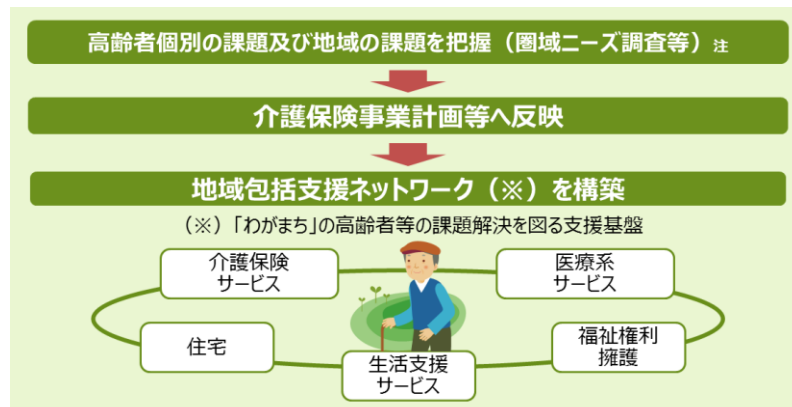 高齢者個別の課題及び地域の課題を把握（圏域ニーズ調査等）注
介護保険事業計画等へ反映
地域包括支援ネットワーク（※）を構築
（※）「わがまち」の高齢者等の課題解決を図る支援基盤
介護保険
サービス
医療系
サービス
住宅
生活支援
サービス
福祉権利
擁護